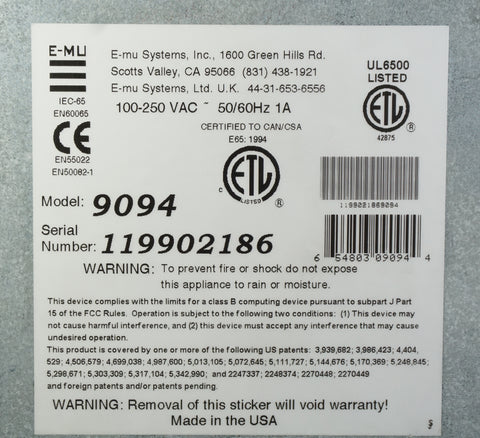 E-MU
E-mu Systems, Inc., 1600 Green Hills Rd.
Scotts Valley, CA 95066 (831) 438-1921
E-mu Systems, Ltd. U.K. 44-31-653-6556
100-250 VAC ~ 50/60Hz 1A
UL6500
LISTED
ETL
42875
IEC-65
EN60065
CE
EN55022
EN50082-1
CERTIFIED TO CAN/CSA
E65: 1994
C ETL
LISTED
1199021869094
Model: 9094
Serial
Number: 119902186
6 54803 09094 4
WARNING: To prevent fire or shock do not expose
this appliance to rain or moisture.
This device complies with the limits for a class B computing device pursuant to subpart J Part
15 of the FCC Rules. Operation is subject to the following two conditions: (1) This device may
not cause harmful interference, and (2) this device must accept any interference that may cause
undesired operation.
This product is covered by one or more of the following US patents: 3,939,682; 3,986,423; 4,404,
529; 4,506,579; 4,699,038; 4,987,600; 5,013,105; 5,072,645; 5,111,727; 5,144,676; 5,170,369; 5,248,845;
5,298,671; 5,303,309; 5,317,104; 5,342,990; and 2247337; 2248374; 2270448; 2270449
and foreign patents and/or patents pending.
WARNING: Removal of this sticker will void warranty!
Made in the USA